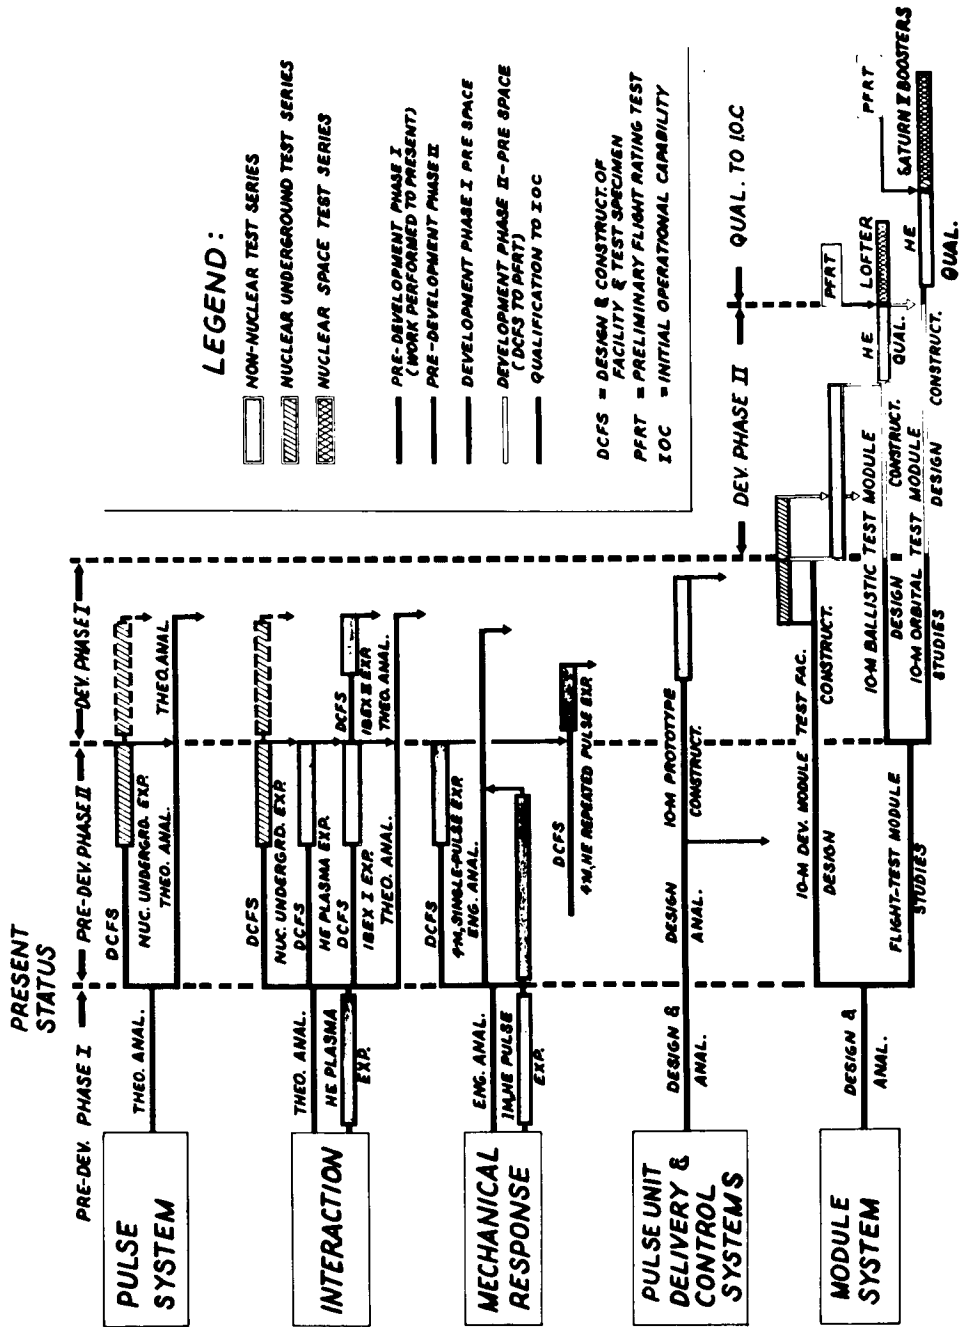 PRESENT
STATUS
PRE-DEV. PHASE I
PRE-DEV. PHASE II
DEV. PHASE I
DEV. PHASE II
QUAL. TO I.O.C
PULSE
SYSTEM
THEO. ANAL.
DCFS
NUC. UNDERGRD. EXP.
THEO. ANAL.
THEO. ANAL.
INTERACTION
THEO. ANAL.
HE PLASMA
EXP.
DCFS
NUC. UNDERGRD. EXP.
DCFS
HE PLASMA EXP.
DCFS
IBEX I EXP.
THEO. ANAL.
DCFS
IBEX II EXP.
THEO. ANAL.
MECHANICAL
RESPONSE
ENG. ANAL.
1M, HE PULSE
EXP.
DCFS
4M, SINGLE-PULSE EXP.
ENG. ANAL.
DCFS
4M, HE REPEATED PULSE EXP.
PULSE UNIT
DELIVERY &
CONTROL
SYSTEMS
DESIGN &
ANAL.
DESIGN
ANAL.
10-M PROTOTYPE
CONSTRUCT.
MODULE
SYSTEM
DESIGN &
ANAL.
10-M DEV. MODULE TEST FAC.
DESIGN
CONSTRUCT.
FLIGHT-TEST MODULE
STUDIES
10-M BALLISTIC TEST MODULE
DESIGN
CONSTRUCT.
HE
QUAL.
PFRT
LOFTER
10-M ORBITAL TEST MODULE
STUDIES
DESIGN
CONSTRUCT.
HE
QUAL.
PFRT
SATURN V BOOSTERS
LEGEND:
NON-NUCLEAR TEST SERIES
NUCLEAR UNDERGROUND TEST SERIES
NUCLEAR SPACE TEST SERIES
PRE-DEVELOPMENT PHASE I
(WORK PERFORMED TO PRESENT)
PRE-DEVELOPMENT PHASE II
DEVELOPMENT PHASE I PRE SPACE
DEVELOPMENT PHASE II-PRE SPACE
(DCFS TO PFRT)
QUALIFICATION TO IOC
DCFS = DESIGN & CONSTRUCT. OF
FACILITY & TEST SPECIMEN
PFRT = PRELIMINARY FLIGHT RATING TEST
IOC = INITIAL OPERATIONAL CAPABILITY